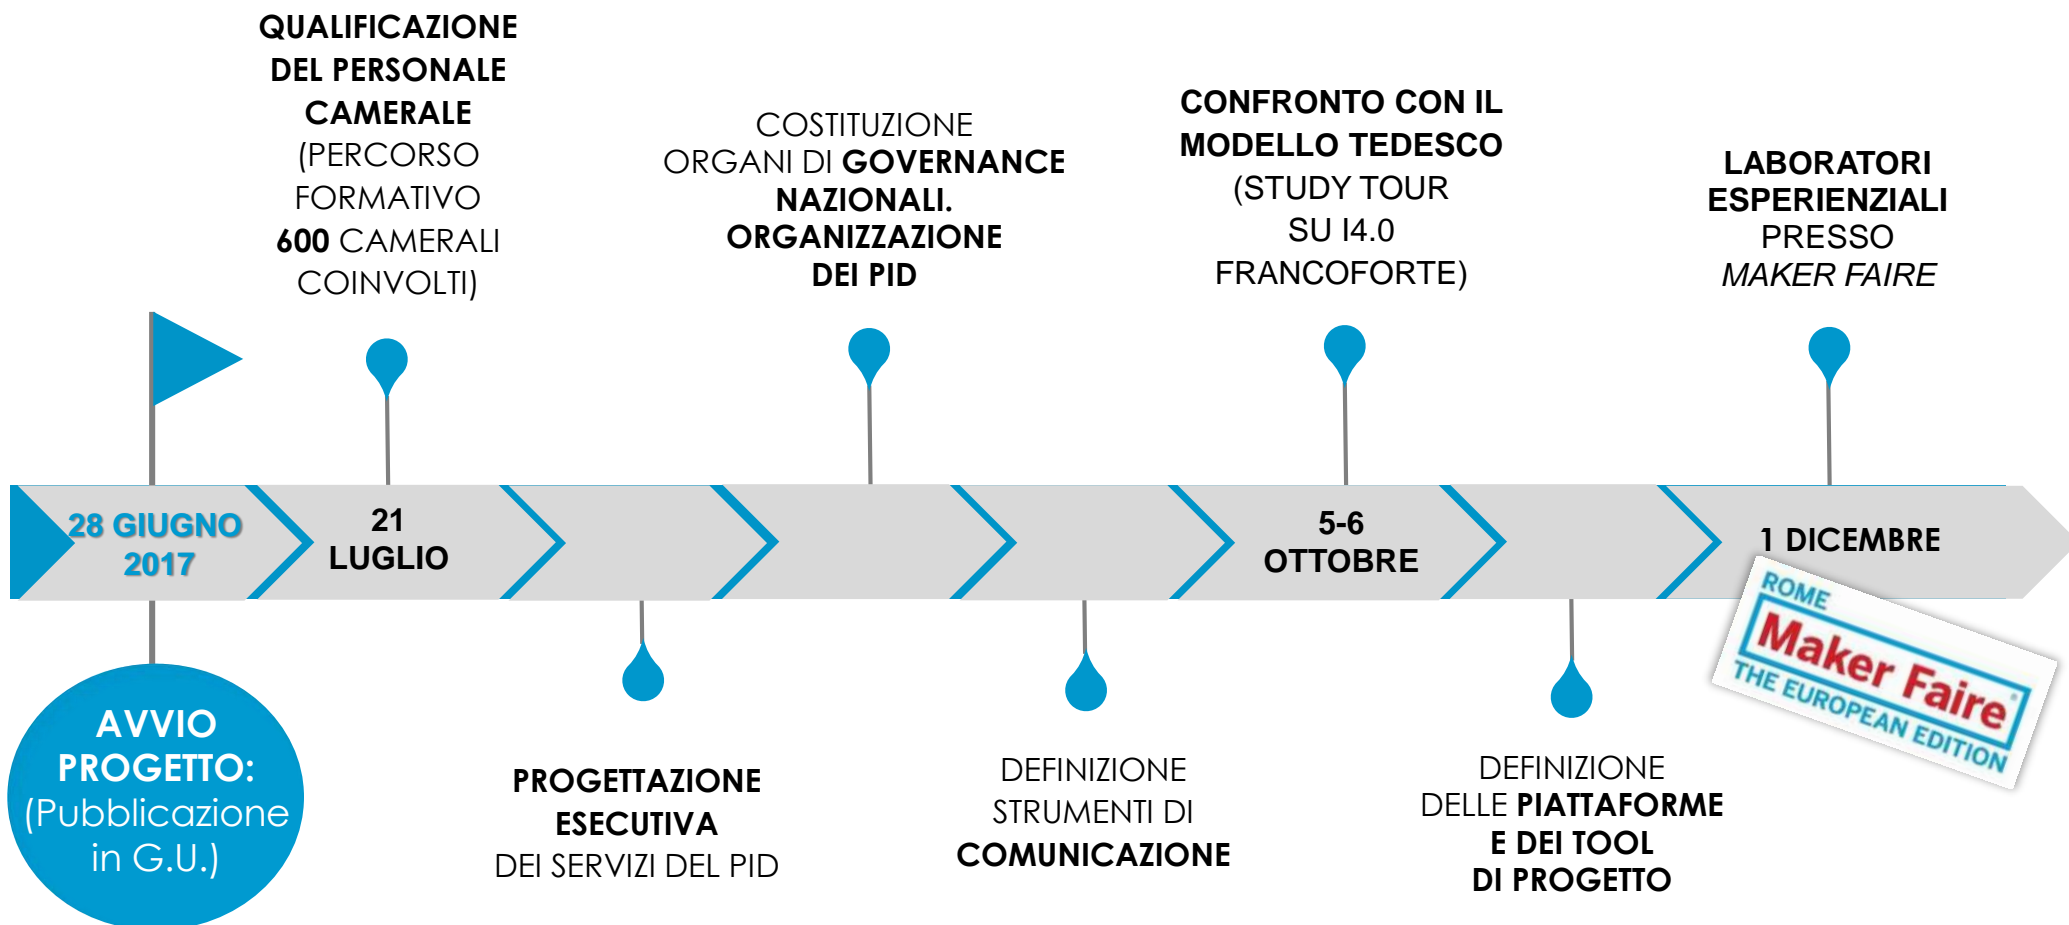 QUALIFICAZIONE
DEL PERSONALE
CAMERALE
(PERCORSO
FORMATIVO
600 CAMERALI
COINVOLTI)
COSTITUZIONE
ORGANI DI GOVERNANCE
NAZIONALI.
ORGANIZZAZIONE
DEI PID
CONFRONTO CON IL
MODELLO TEDESCO
(STUDY TOUR
SU I4.0
FRANCOFORTE)
LABORATORI
ESPERIENZIALI
PRESSO
MAKER FAIRE
28 GIUGNO
2017
21
LUGLIO
5-6
OTTOBRE
1 DICEMBRE
ROME
Maker Faire®
THE EUROPEAN EDITION
AVVIO
PROGETTO:
(Pubblicazione
in G.U.)
PROGETTAZIONE
ESECUTIVA
DEI SERVIZI DEL PID
DEFINIZIONE
STRUMENTI DI
COMUNICAZIONE
DEFINIZIONE
DELLE PIATTAFORME
E DEI TOOL
DI PROGETTO